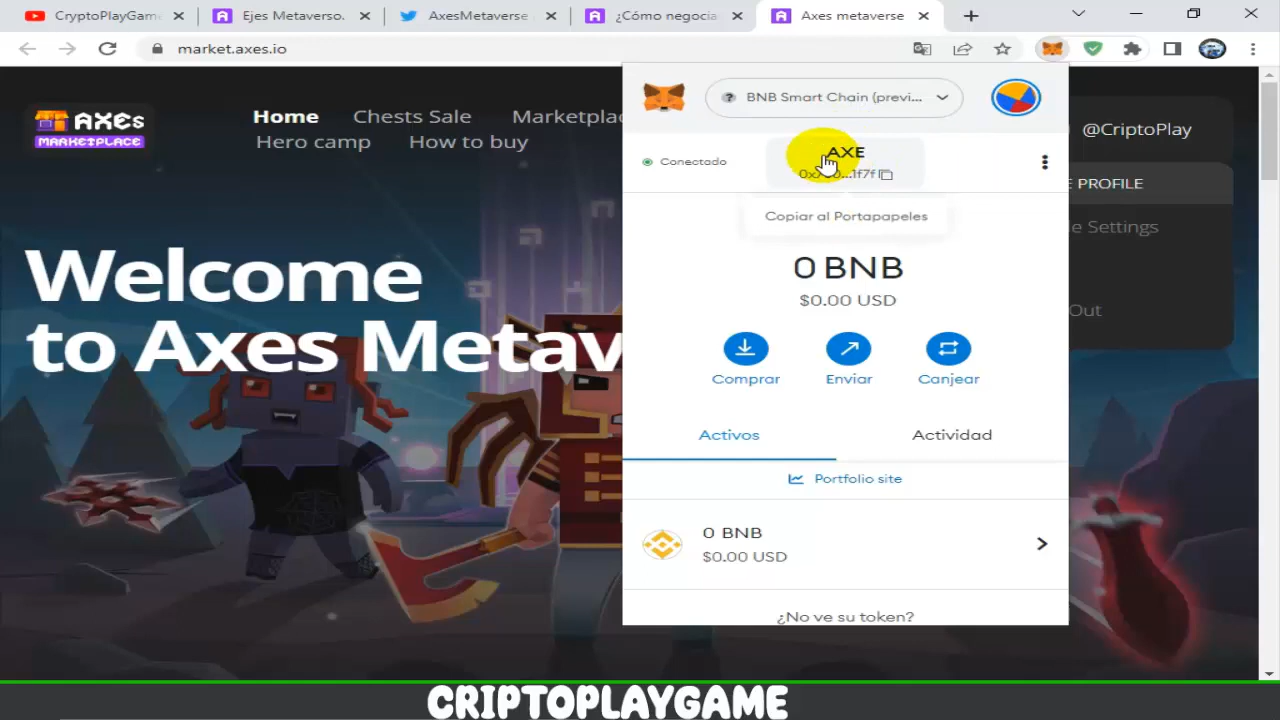 CryptoPlayGame
Ejes Metaverso.
AxesMetaverse
¿Cómo negocia
Axes metaverse
market.axes.io
AXEs
MARKETPLACE
Home
Chests Sale
Marketplac
Hero camp
How to buy
BNB Smart Chain (previ...
Conectado
AXE
1f7f
Copiar al Portapapeles
@CriptoPlay
PROFILE
Settings
Out
Welcome
to Axes Metav
0 BNB
$0.00 USD
Comprar
Enviar
Canjear
Activos
Actividad
Portfolio site
0 BNB
$0.00 USD
¿No ve su token?
CRIPTOPLAYGAME